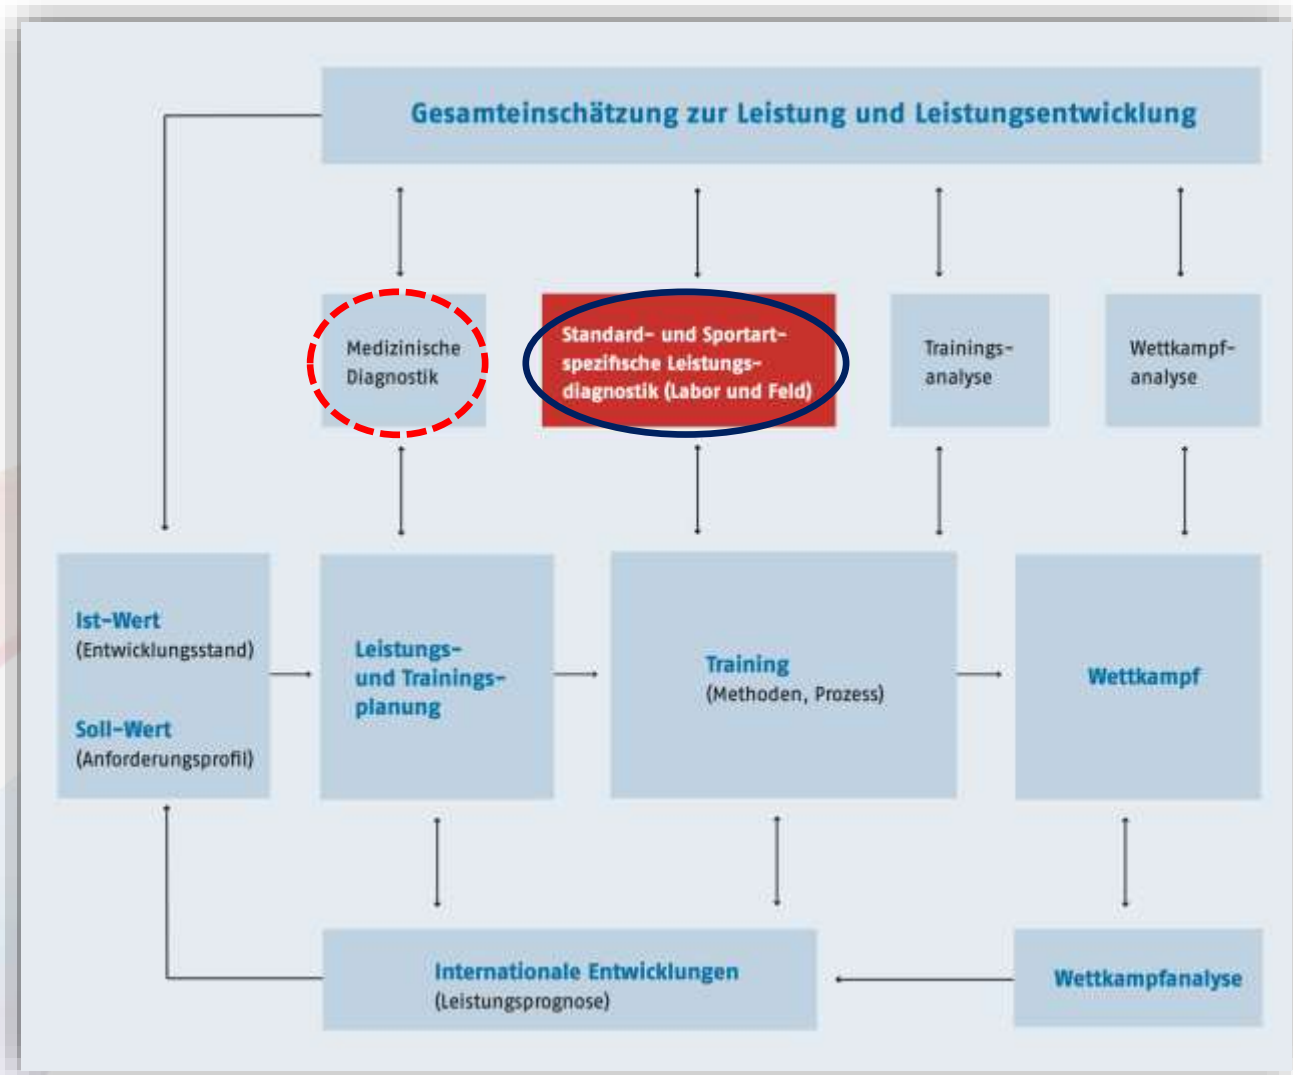 Gesamteinschätzung zur Leistung und Leistungsentwicklung
Medizinische
Diagnostik
Standard- und Sportart-
spezifische Leistungs-
diagnostik (Labor und Feld)
Trainings-
analyse
Wettkampf-
analyse
Ist-Wert
(Entwicklungsstand)
Soll-Wert
(Anforderungsprofil)
Leistungs-
und Trainings-
planung
Training
(Methoden, Prozess)
Wettkampf
Internationale Entwicklungen
(Leistungsprognose)
Wettkampfanalyse